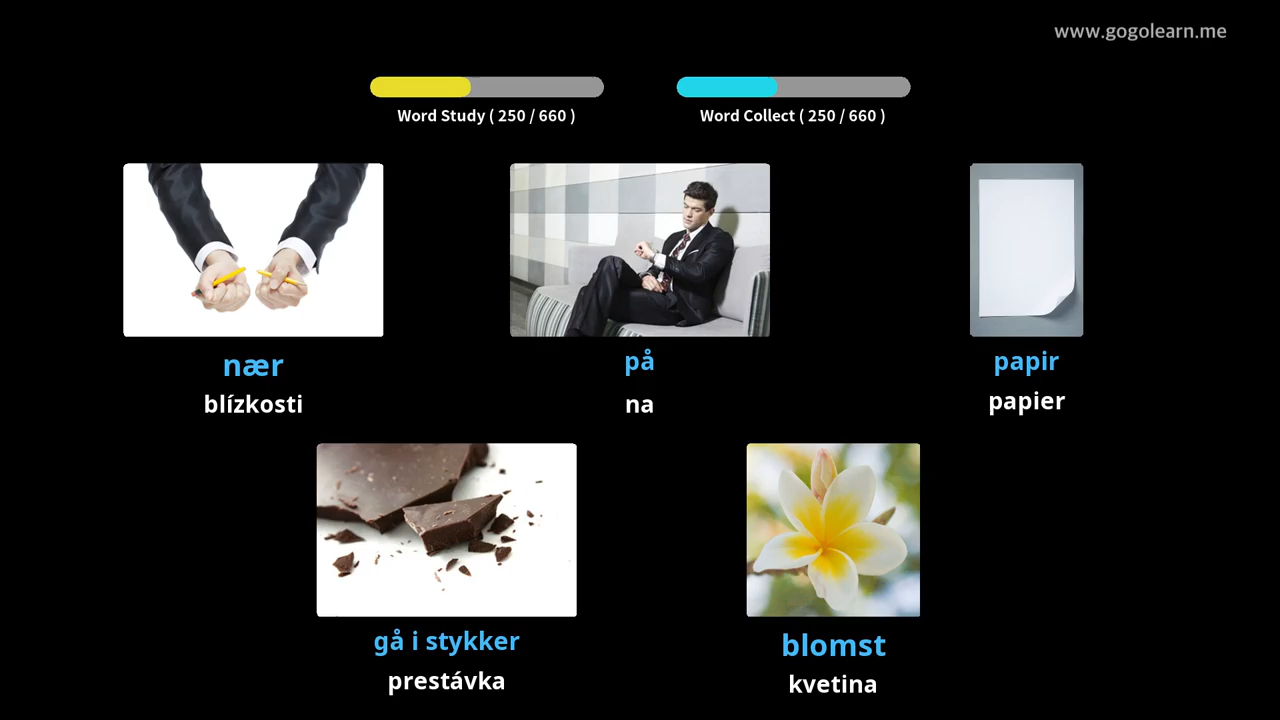 www.gogolearn.me
Word Study ( 250 / 660 )
Word Collect ( 250 / 660 )
nær
blízkosti
på
na
papir
papier
gå i stykker
prestávka
blomst
kvetina